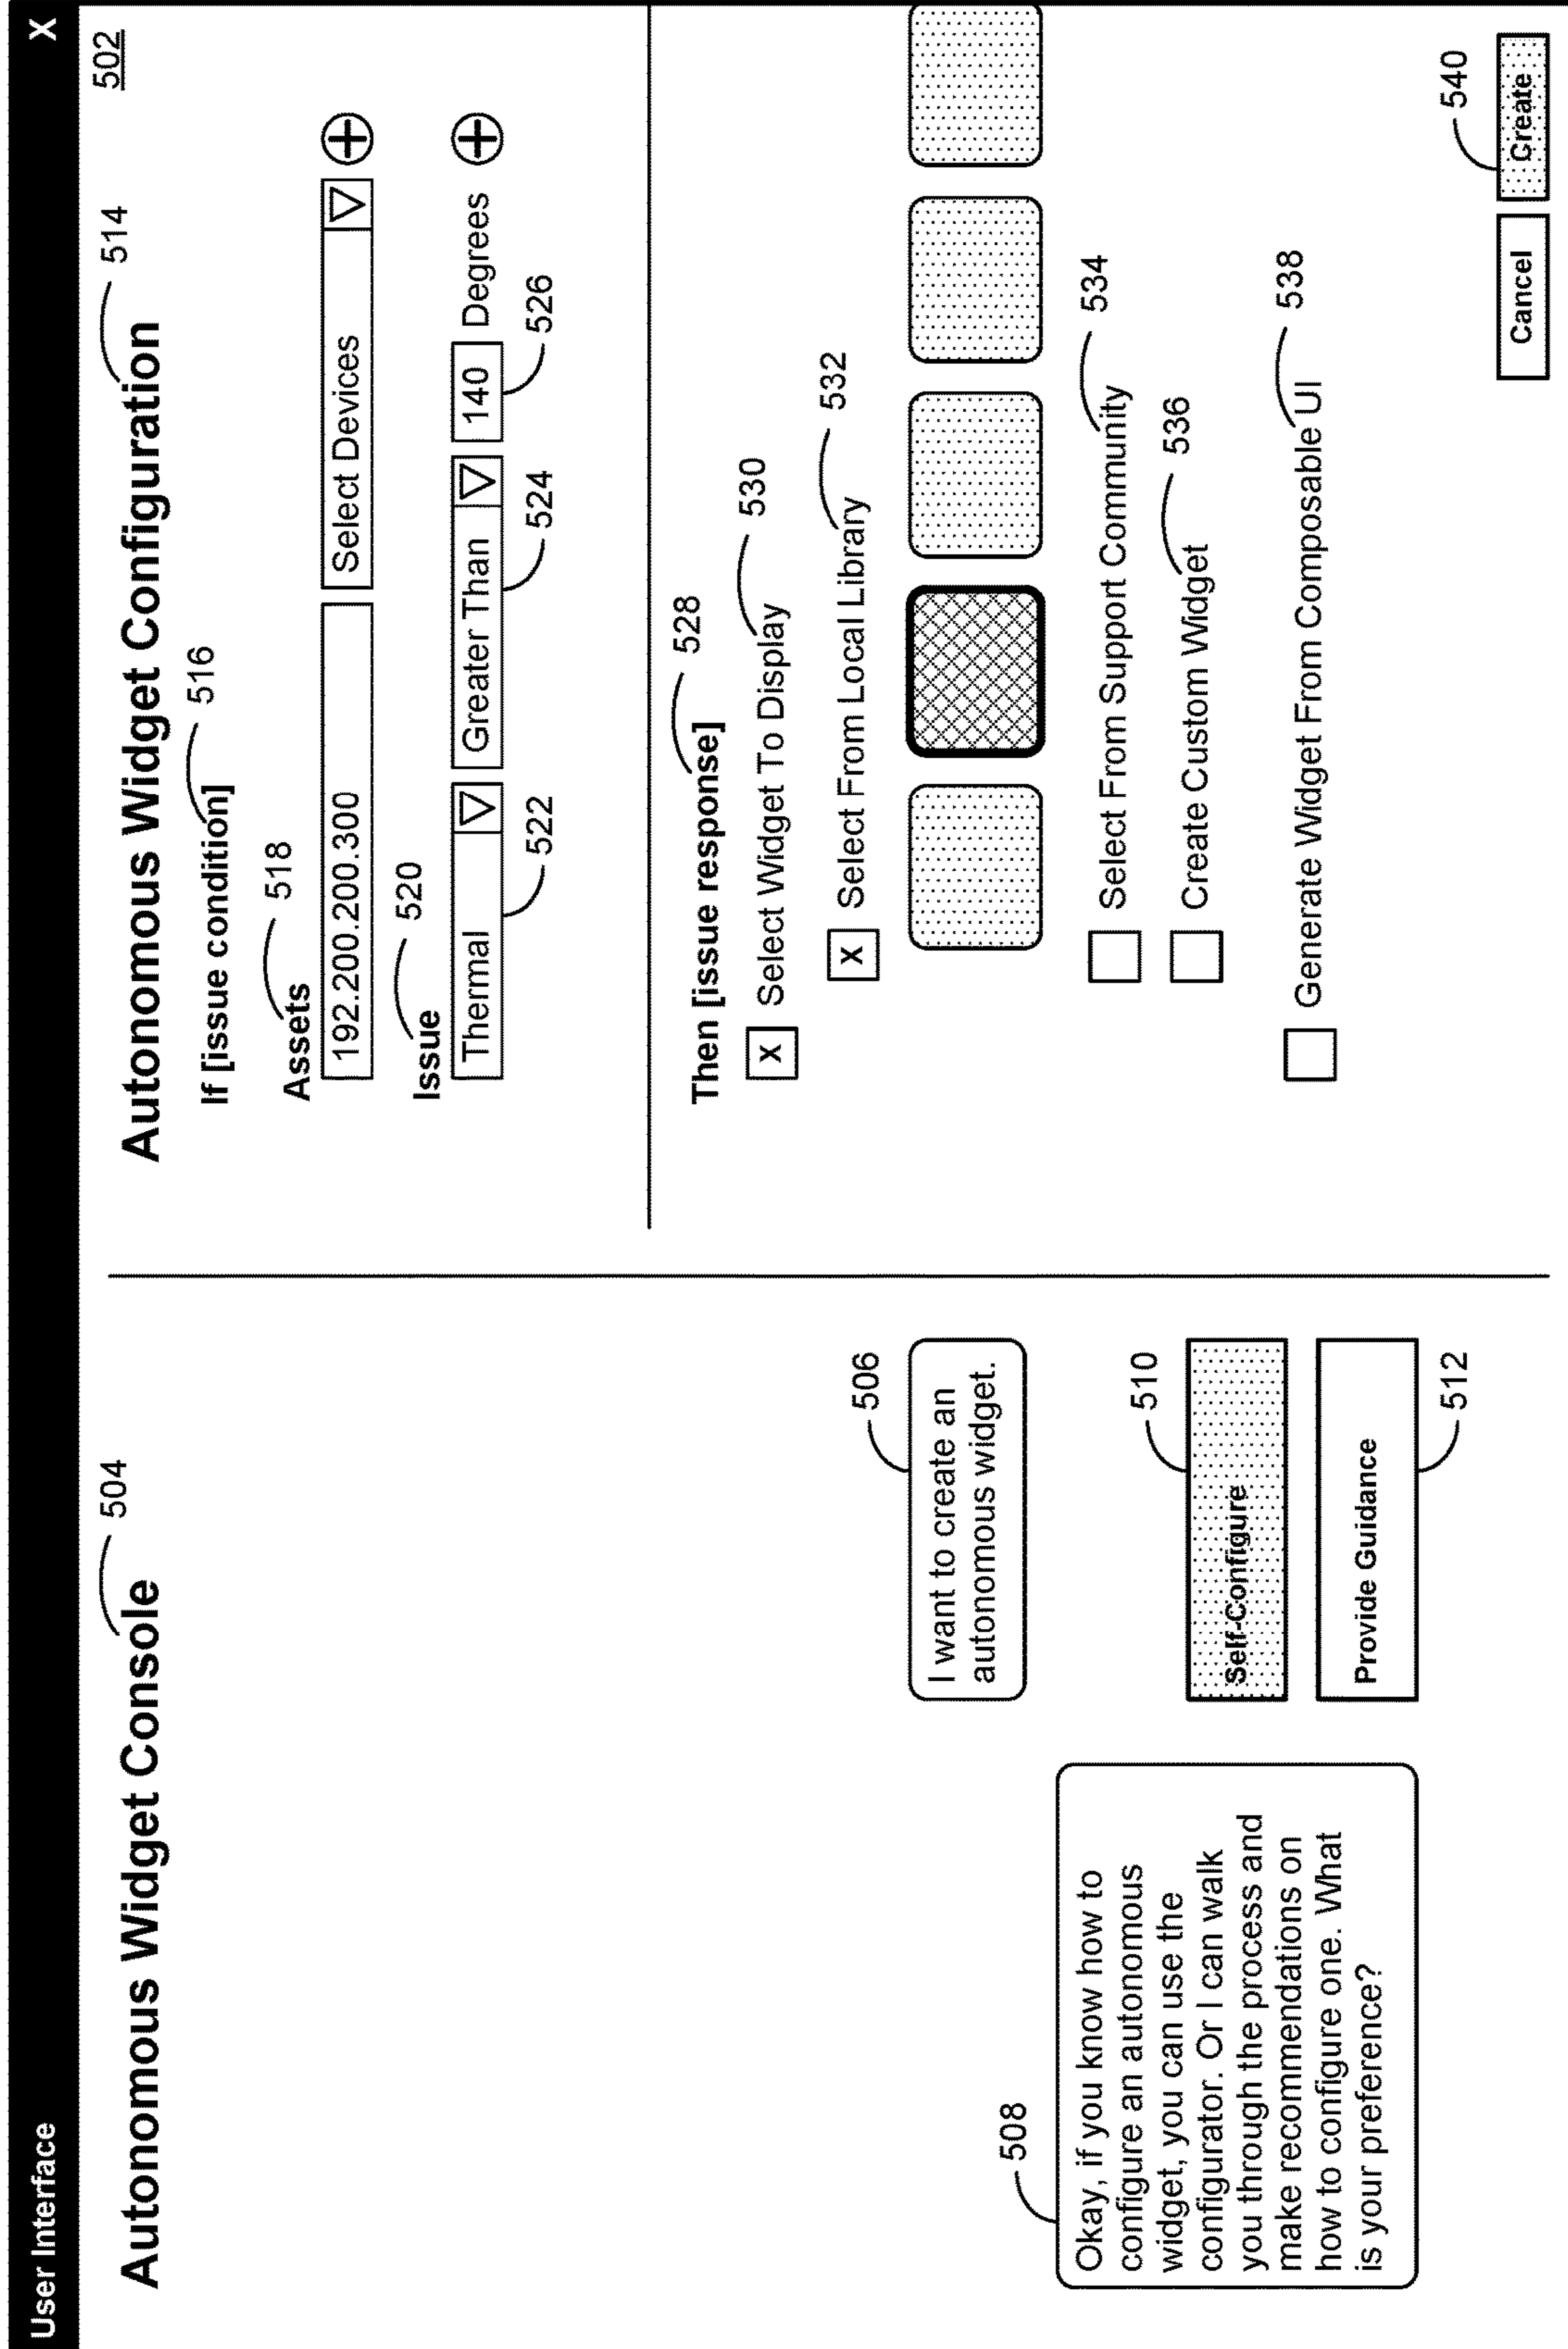 User Interface
X
502
Autonomous Widget Console
504
506
I want to create an
autonomous widget.
508
Okay, if you know how to
configure an autonomous
widget, you can use the
configurator. Or I can walk
you through the process and
make recommendations on
how to configure one. What
is your preference?
510
Self-Configure
Provide Guidance
512
Autonomous Widget Configuration
514
If [issue condition]
516
Assets
518
192.200.200.300
Select Devices
Issue
520
Thermal
Greater Than
140
Degrees
522
524
526
Then [issue response]
528
X
Select Widget To Display
530
X
Select From Local Library
532
Select From Support Community
534
Create Custom Widget
536
Generate Widget From Composable UI
538
540
Cancel
Create